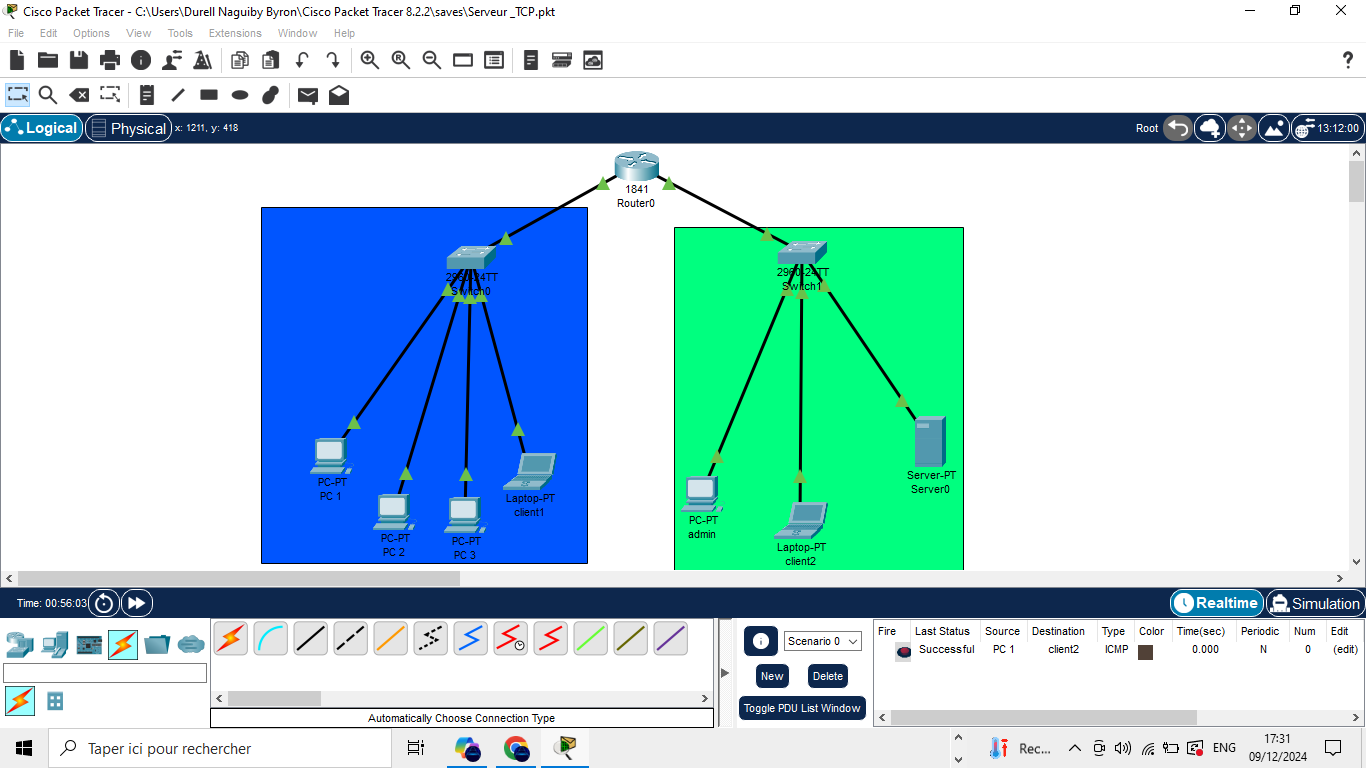 Cisco Packet Tracer - C:\Users\Durell Naguiby Byron\Cisco Packet Tracer 8.2.2\saves\Serveur _TCP.pkt
File Edit Options View Tools Extensions Window Help
Logical Physical x: 1211, y: 418 Root 13:12:00
1841
Router0
2960-24TT
Switch0
2960-24TT
Switch1
PC-PT
PC 1
PC-PT
PC 2
PC-PT
PC 3
Laptop-PT
client1
PC-PT
admin
Laptop-PT
client2
Server-PT
Server0
Time: 00:56:03 Realtime Simulation
Scenario 0
New Delete
Toggle PDU List Window
Automatically Choose Connection Type
Fire Last Status Source Destination Type Color Time(sec) Periodic Num Edit
Successful PC 1 client2 ICMP 0.000 N 0 (edit)
Taper ici pour rechercher
Rec... ENG 17:31
09/12/2024